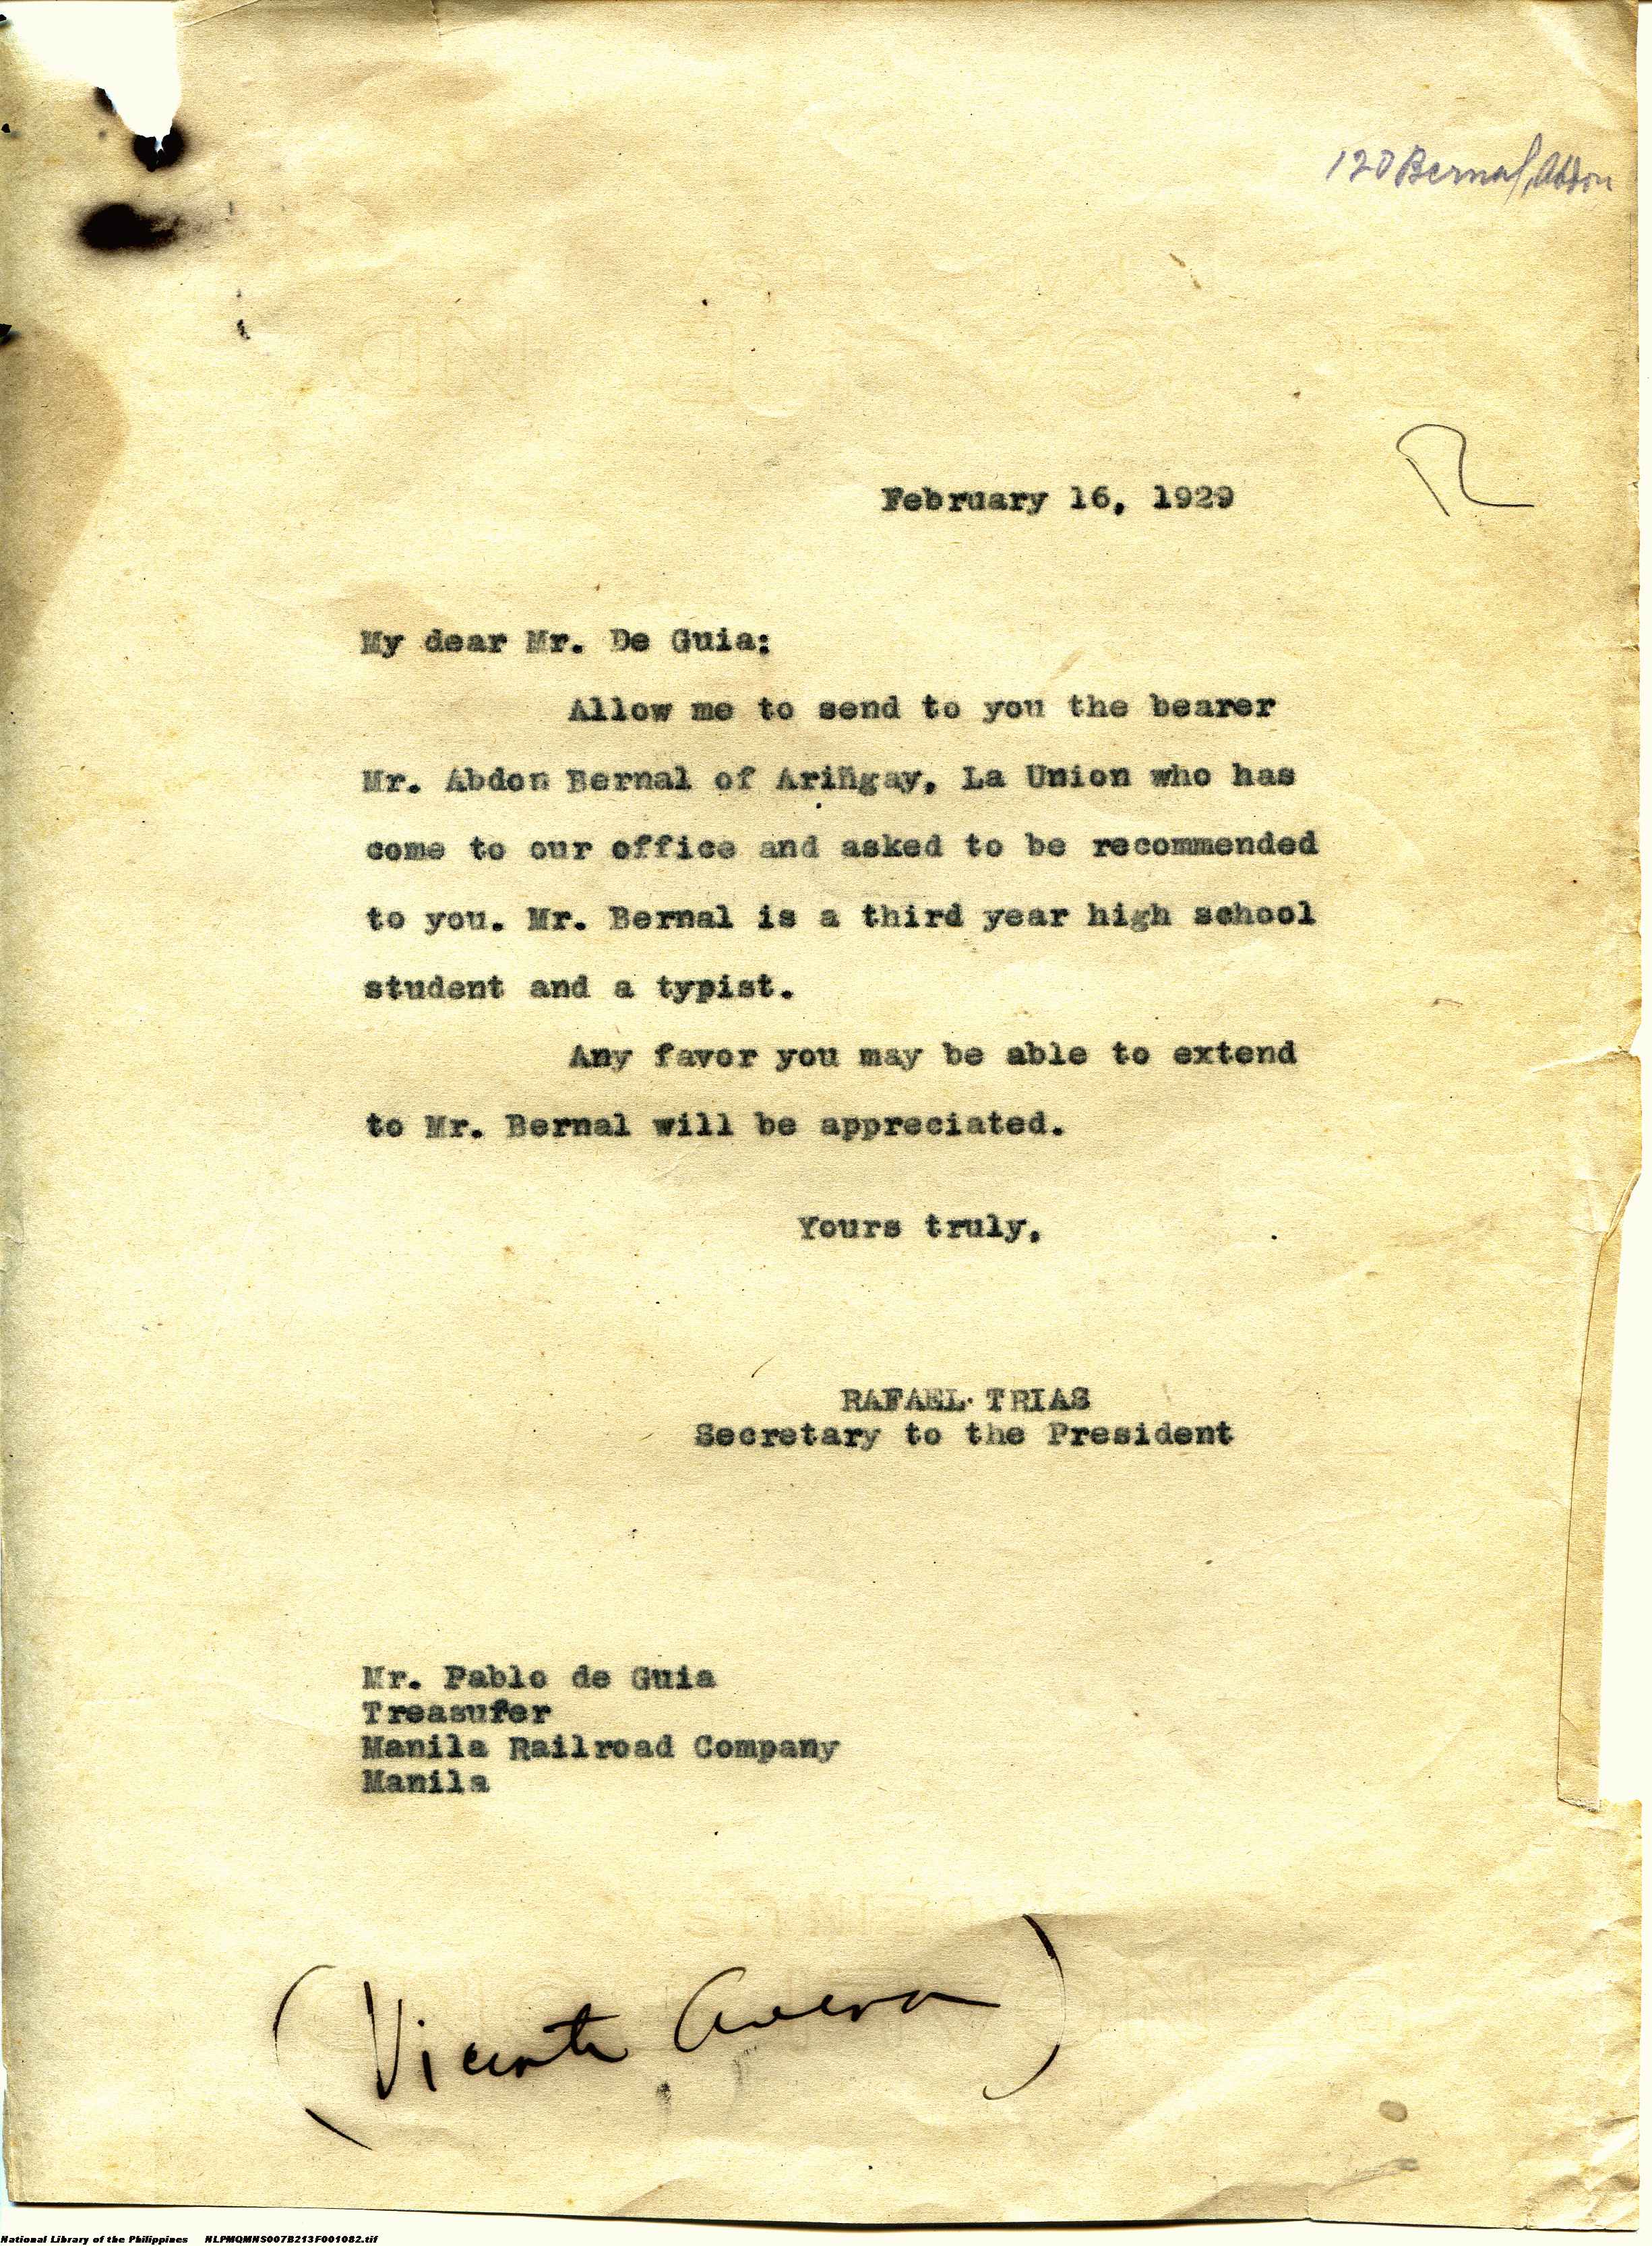 120 Bernal, Abdon
February 16, 1929
R
My dear Mr. De Guia:
Allow me to send to you the bearer
Mr. Abdon Bernal of Ariñgay, La Union who has
come to our office and asked to be recommended
to you. Mr. Bernal is a third year high school
student and a typist.
Any favor you may be able to extend
to Mr. Bernal will be appreciated.
Yours truly,
RAFAEL TRIAS
Secretary to the President
Mr. Pablo de Guia
Treasufer
Manila Railroad Company
Manila
(Vicente )
National Library of the Philippines NLPMQMNS007B213F001082.tif